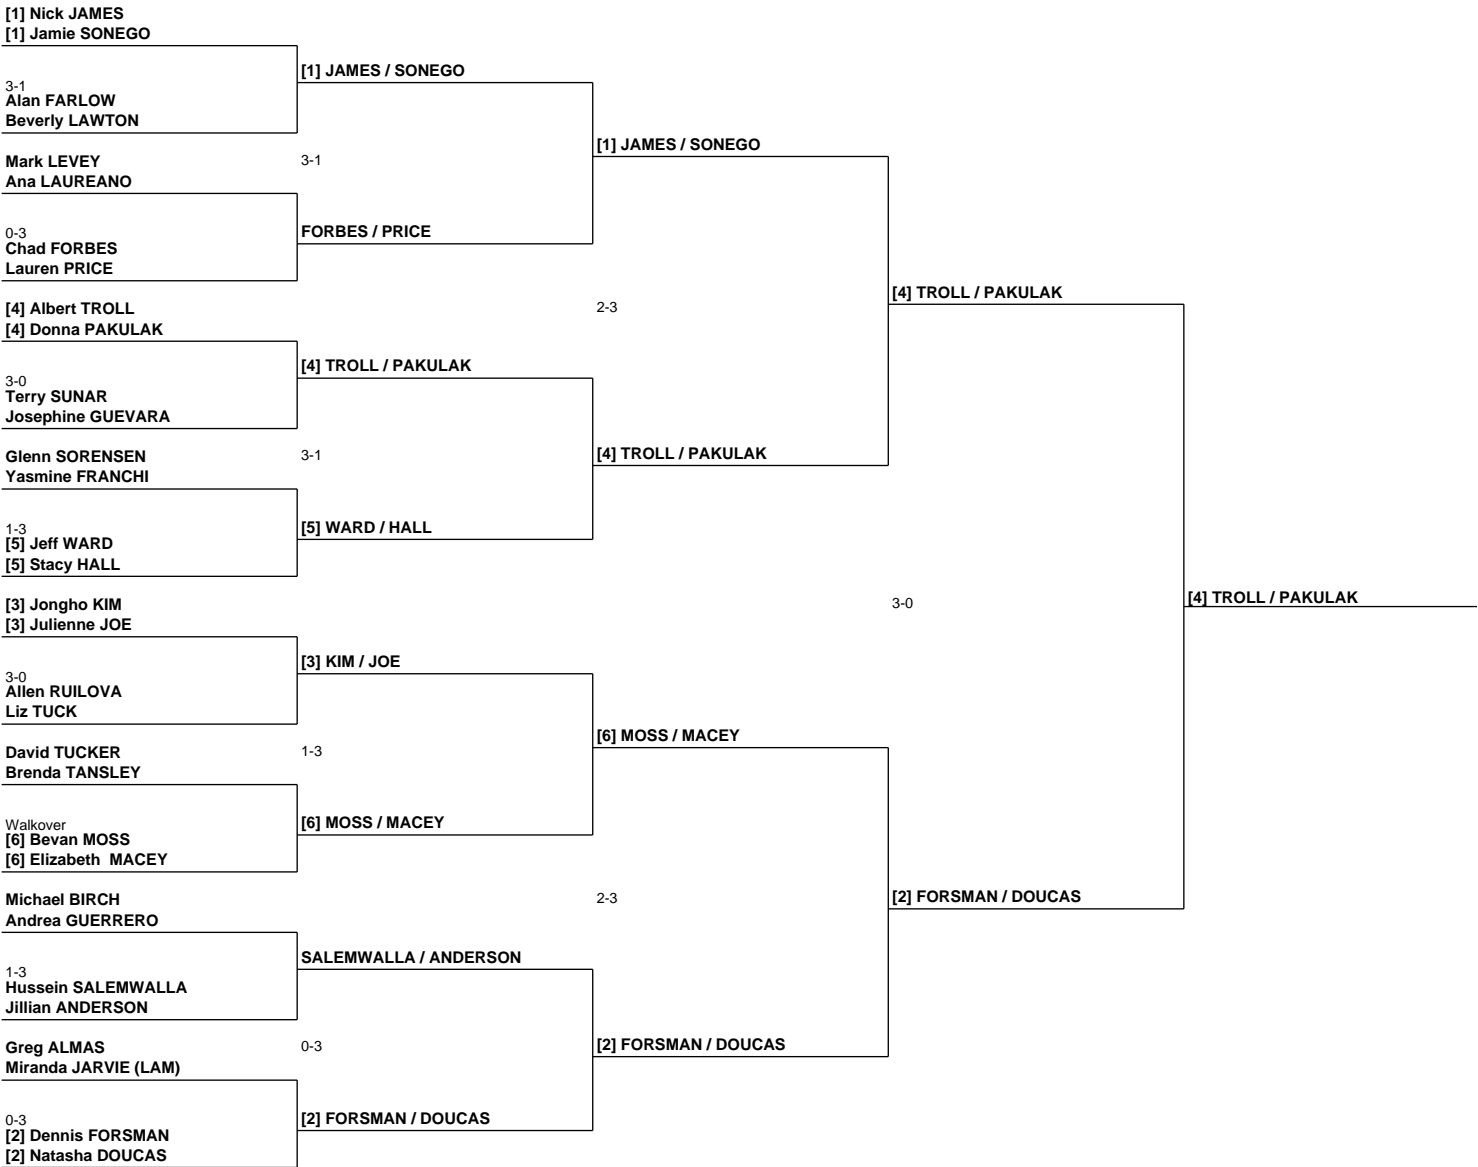 [1] Nick JAMES
[1] Jamie SONEGO
3-1
Alan FARLOW
Beverly LAWTON
Mark LEVEY
Ana LAUREANO
0-3
Chad FORBES
Lauren PRICE
[4] Albert TROLL
[4] Donna PAKULAK
3-0
Terry SUNAR
Josephine GUEVARA
Glenn SORENSEN
Yasmine FRANCHI
1-3
[5] Jeff WARD
[5] Stacy HALL
[3] Jongho KIM
[3] Julienne JOE
3-0
Allen RUILOVA
Liz TUCK
David TUCKER
Brenda TANSLEY
Walkover
[6] Bevan MOSS
[6] Elizabeth  MACEY
Michael BIRCH
Andrea GUERRERO
1-3
Hussein SALEMWALLA
Jillian ANDERSON
Greg ALMAS
Miranda JARVIE (LAM)
0-3
[2] Dennis FORSMAN
[2] Natasha DOUCAS
[1] JAMES / SONEGO
3-1
FORBES / PRICE
[4] TROLL / PAKULAK
3-1
[5] WARD / HALL
[3] KIM / JOE
1-3
[6] MOSS / MACEY
SALEMWALLA / ANDERSON
0-3
[2] FORSMAN / DOUCAS
[1] JAMES / SONEGO
2-3
[4] TROLL / PAKULAK
[6] MOSS / MACEY
2-3
[2] FORSMAN / DOUCAS
[4] TROLL / PAKULAK
3-0
[2] FORSMAN / DOUCAS
[4] TROLL / PAKULAK